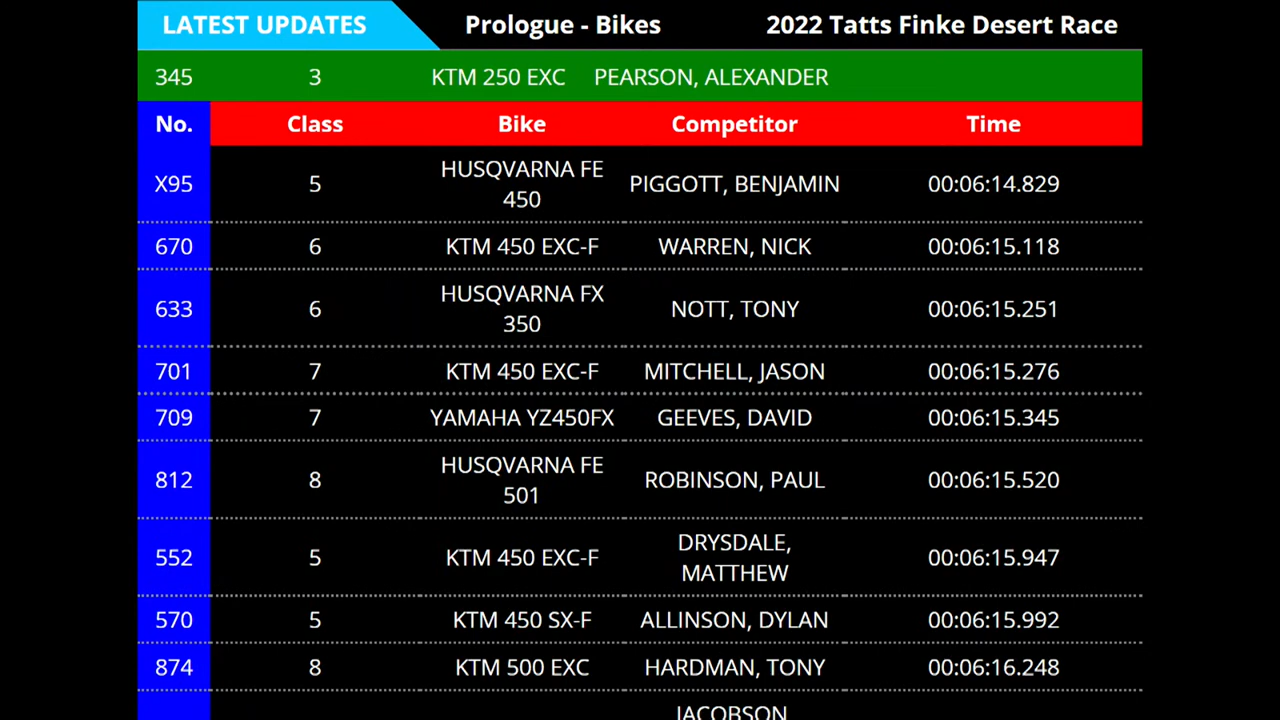 LATEST UPDATES Prologue - Bikes 2022 Tatts Finke Desert Race
345 3 KTM 250 EXC PEARSON, ALEXANDER
No. Class Bike Competitor Time
X95 5 HUSQVARNA FE 450 PIGGOTT, BENJAMIN 00:06:14.829
670 6 KTM 450 EXC-F WARREN, NICK 00:06:15.118
633 6 HUSQVARNA FX 350 NOTT, TONY 00:06:15.251
701 7 KTM 450 EXC-F MITCHELL, JASON 00:06:15.276
709 7 YAMAHA YZ450FX GEEVES, DAVID 00:06:15.345
812 8 HUSQVARNA FE 501 ROBINSON, PAUL 00:06:15.520
552 5 KTM 450 EXC-F DRYSDALE, MATTHEW 00:06:15.947
570 5 KTM 450 SX-F ALLINSON, DYLAN 00:06:15.992
874 8 KTM 500 EXC HARDMAN, TONY 00:06:16.248
JACOBSON